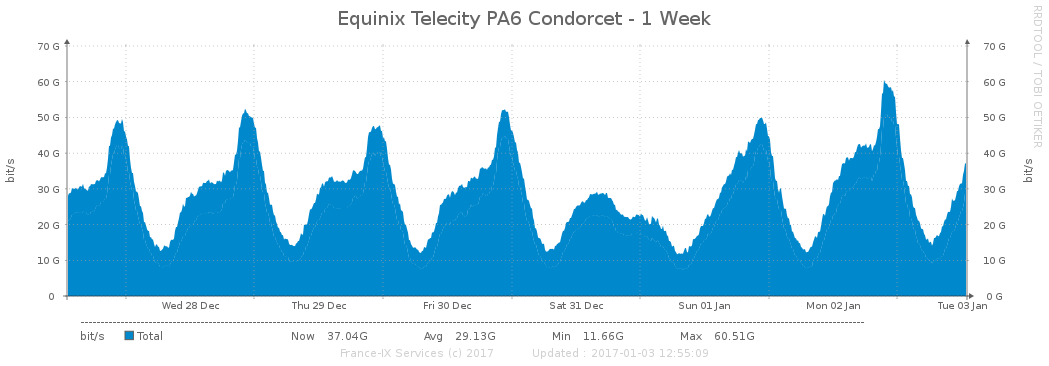 Equinix Telecity PA6 Condorcet - 1 Week
RRDTOOL / TOBI OETIKER
bit/s
70 G
60 G
50 G
40 G
30 G
20 G
10 G
0
70 G
60 G
50 G
40 G
30 G
20 G
10 G
0 G
bit/s
Wed 28 Dec Thu 29 Dec Fri 30 Dec Sat 31 Dec Sun 01 Jan Mon 02 Jan Tue 03 Jan
bit/s Total Now 37.04G Avg 29.13G Min 11.66G Max 60.51G
France-IX Services (c) 2017 Updated : 2017-01-03 12:55:09